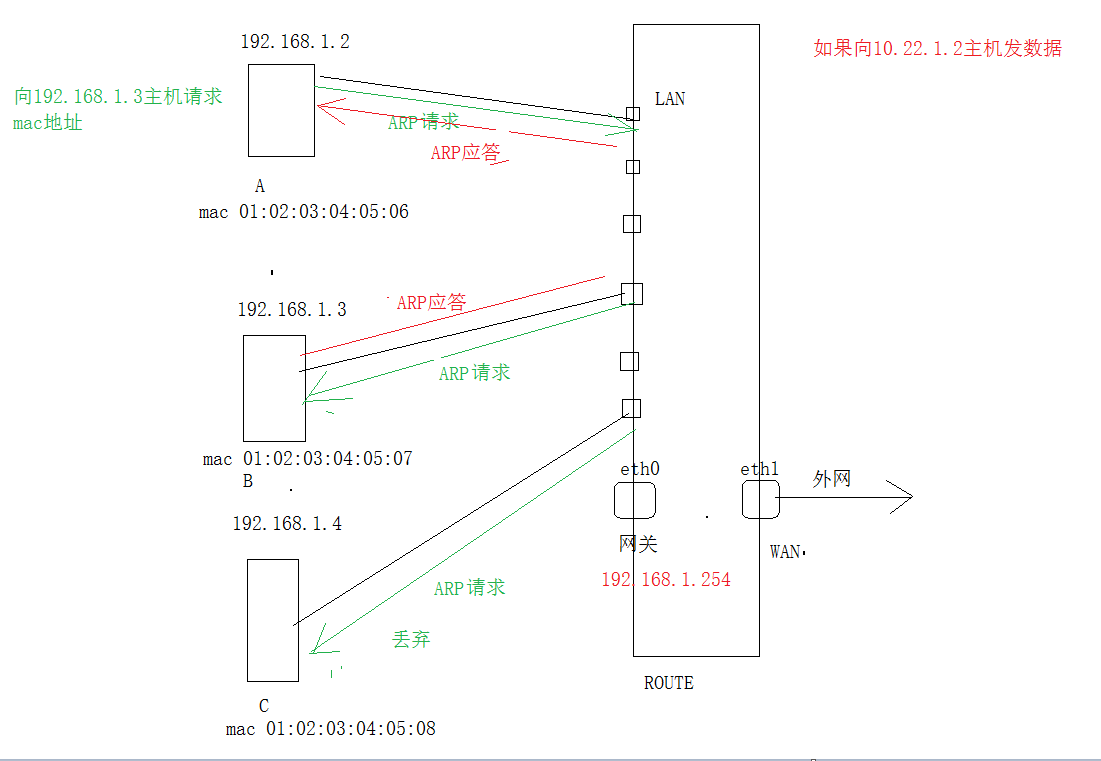 192.168.1.2
如果向10.22.1.2主机发数据
向192.168.1.3主机请求
mac地址
LAN
ARP请求
ARP应答
A
mac 01:02:03:04:05:06
192.168.1.3
ARP应答
ARP请求
mac 01:02:03:04:05:07
B
eth0
eth1
外网
192.168.1.4
网关
WAN
192.168.1.254
ARP请求
丢弃
ROUTE
C
mac 01:02:03:04:05:08